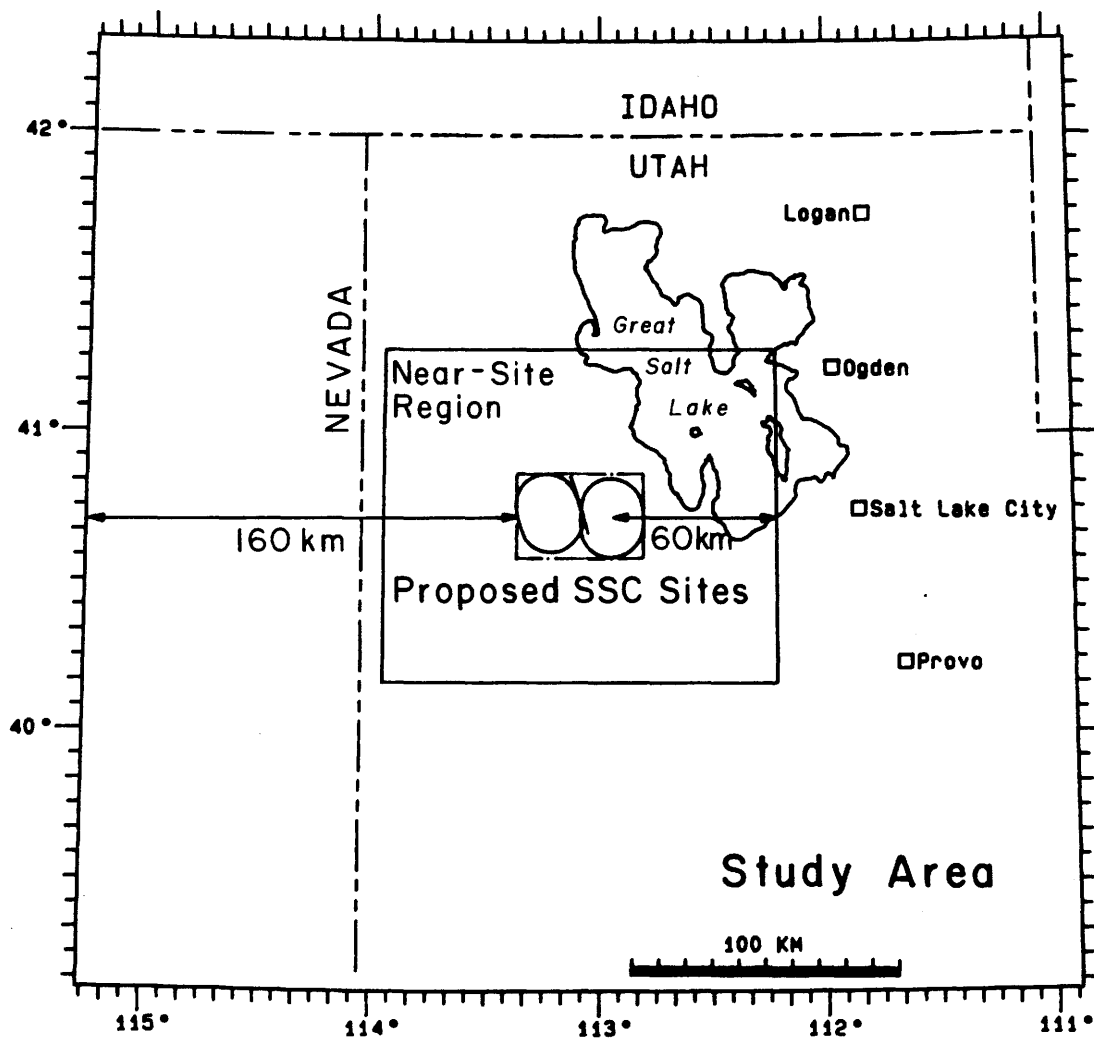 IDAHO
42°
UTAH
Logan
NEVADA
Great
Near-Site
Region
Salt
Ogden
Lake
41°
Salt Lake City
160 km
60km
Proposed SSC Sites
Provo
40°
Study Area
100 KM
115°
114°
113°
112°
111°